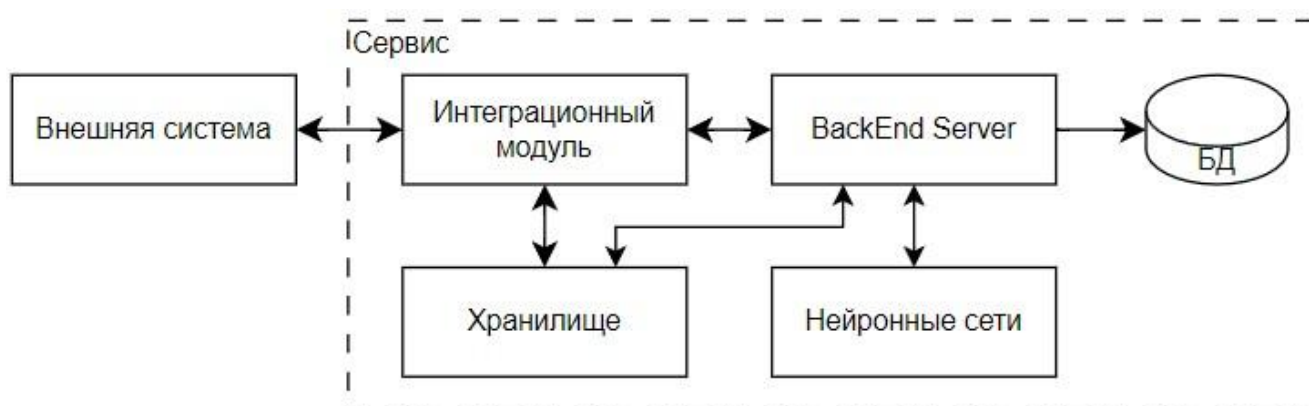 Сервис
Внешняя система
Интеграционный
модуль
BackEnd Server
БД
Хранилище
Нейронные сети